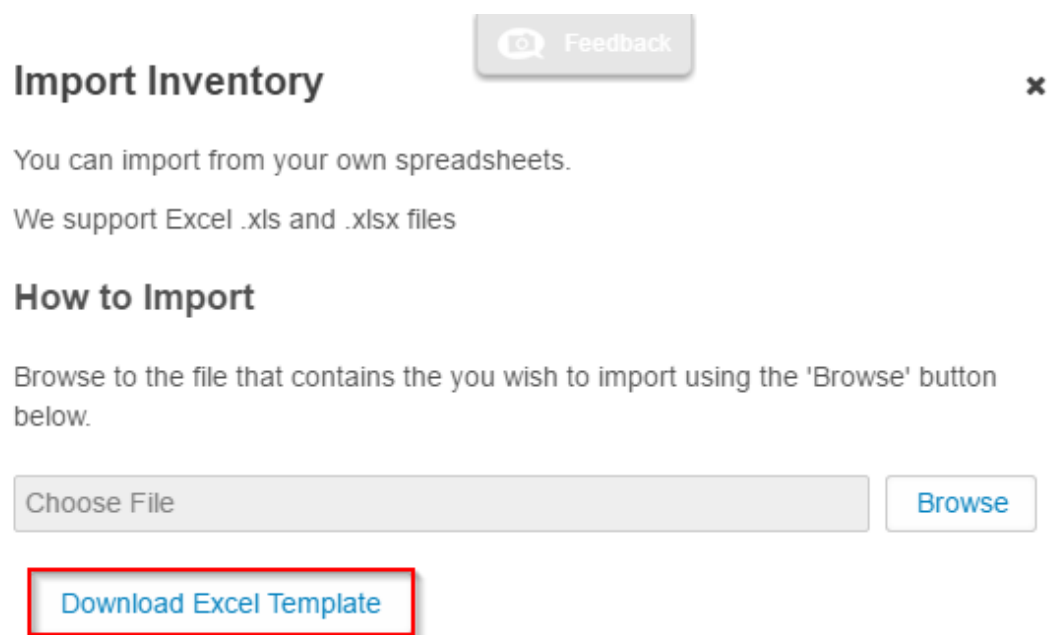 Feedback
Import Inventory
You can import from your own spreadsheets.
We support Excel .xls and .xlsx files
How to Import
Browse to the file that contains the you wish to import using the 'Browse' button
below.
Choose File
Browse
Download Excel Template